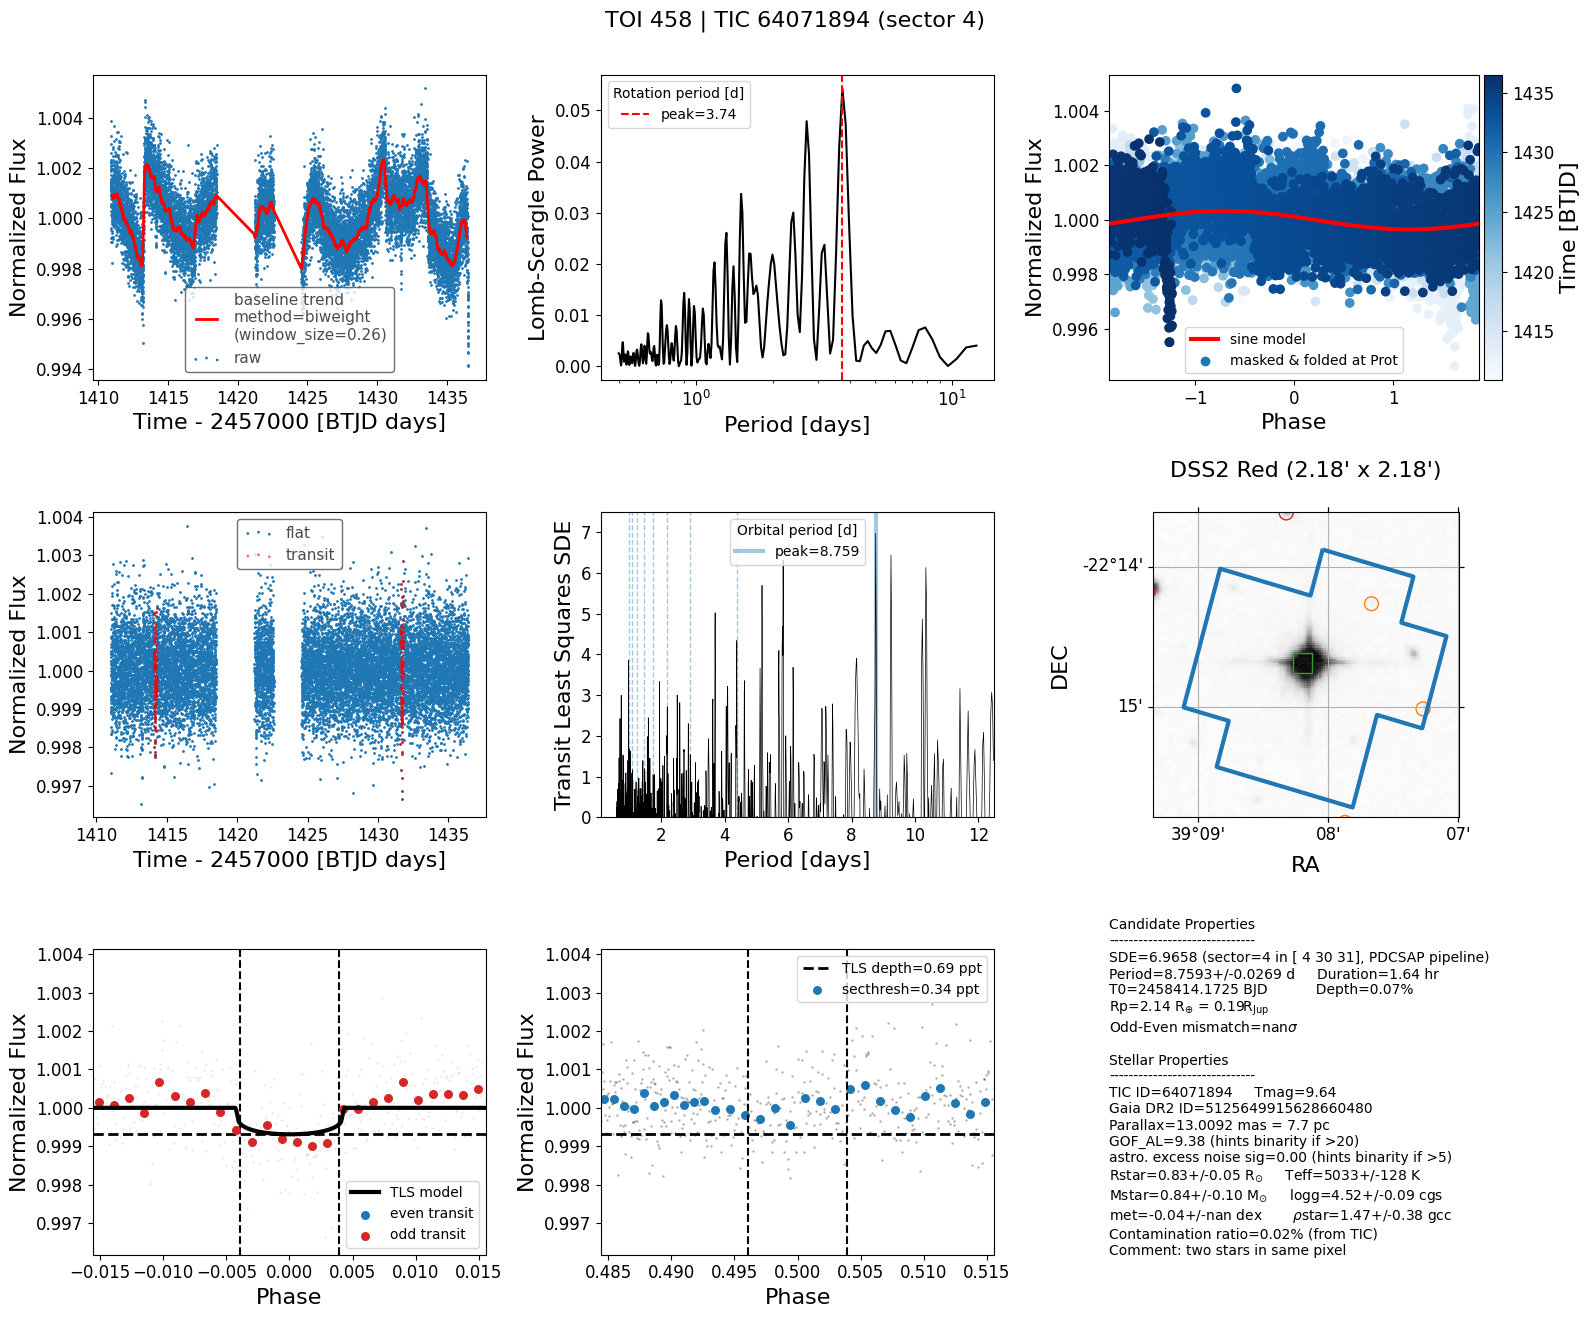 TOI 458 | TIC 64071894 (sector 4)
Normalized Flux
1.004
1.002
1.000
0.998
0.996
0.994
baseline trend
method=biweight
(window_size=0.26)
raw
1410 1415 1420 1425 1430 1435
Time - 2457000 [BTJD days]
Lomb-Scargle Power
0.05
0.04
0.03
0.02
0.01
0.00
Rotation period [d]
peak=3.74
10⁰ 10¹
Period [days]
Normalized Flux
1.004
1.002
1.000
0.998
0.996
sine model
masked & folded at Prot
−1 0 1
Phase
1435
1430
1425
1420
1415
Time [BTJD]
Normalized Flux
1.004
1.003
1.002
1.001
1.000
0.999
0.998
0.997
flat
transit
1410 1415 1420 1425 1430 1435
Time - 2457000 [BTJD days]
Transit Least Squares SDE
7
6
5
4
3
2
1
0
Orbital period [d]
peak=8.759
2 4 6 8 10 12
Period [days]
DSS2 Red (2.18' x 2.18')
DEC
-22°14'
15'
39°09' 08' 07'
RA
Normalized Flux
1.004
1.003
1.002
1.001
1.000
0.999
0.998
0.997
TLS model
even transit
odd transit
−0.015 −0.010 −0.005 0.000 0.005 0.010 0.015
Phase
Normalized Flux
1.004
1.003
1.002
1.001
1.000
0.999
0.998
0.997
TLS depth=0.69 ppt
secthresh=0.34 ppt
0.485 0.490 0.495 0.500 0.505 0.510 0.515
Phase
Candidate Properties
------------------------------
SDE=6.9658 (sector=4 in [ 4 30 31], PDCSAP pipeline)
Period=8.7593+/-0.0269 d Duration=1.64 hr
T0=2458414.1725 BJD Depth=0.07%
Rp=2.14 R⊕ = 0.19RJup
Odd-Even mismatch=nanσ
Stellar Properties
------------------------------
TIC ID=64071894 Tmag=9.64
Gaia DR2 ID=5125649915628660480
Parallax=13.0092 mas = 7.7 pc
GOF_AL=9.38 (hints binarity if >20)
astro. excess noise sig=0.00 (hints binarity if >5)
Rstar=0.83+/-0.05 R⊙ Teff=5033+/-128 K
Mstar=0.84+/-0.10 M⊙ logg=4.52+/-0.09 cgs
met=-0.04+/-nan dex ρstar=1.47+/-0.38 gcc
Contamination ratio=0.02% (from TIC)
Comment: two stars in same pixel